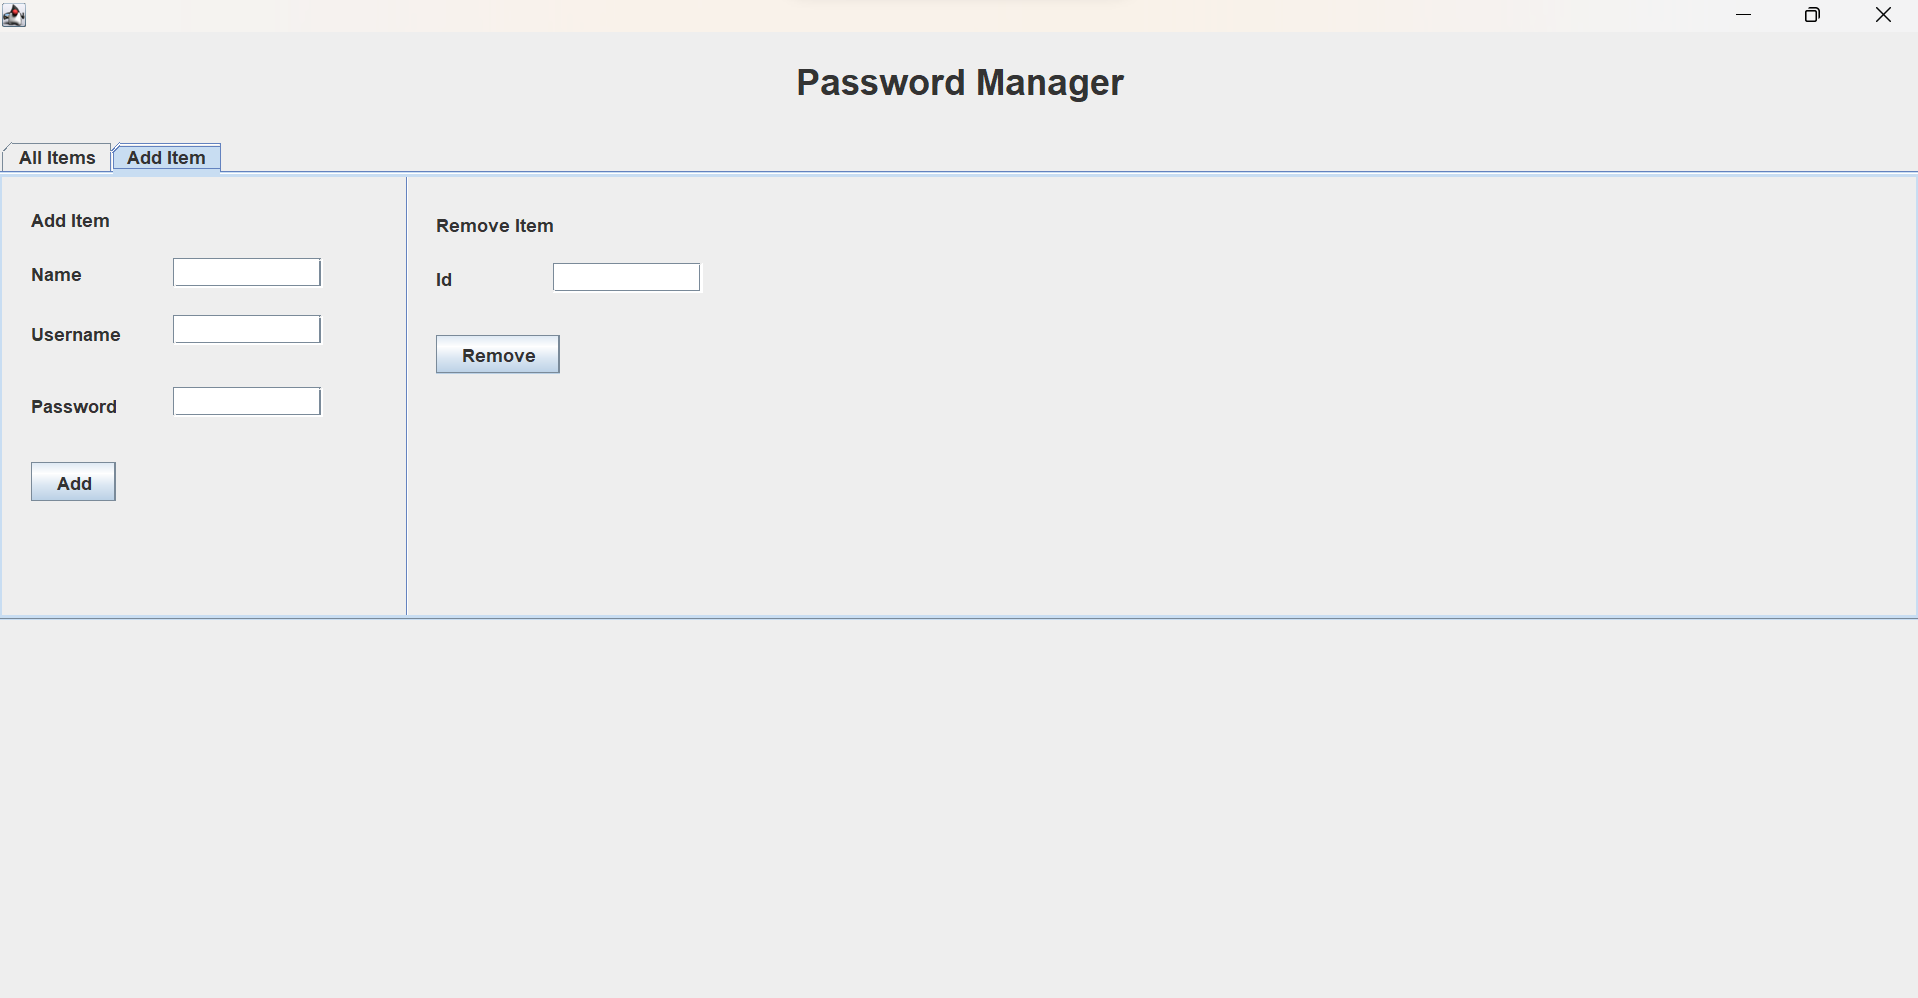 Password Manager
All Items
Add Item
Add Item
Name
Username
Password
Add
Remove Item
Id
Remove